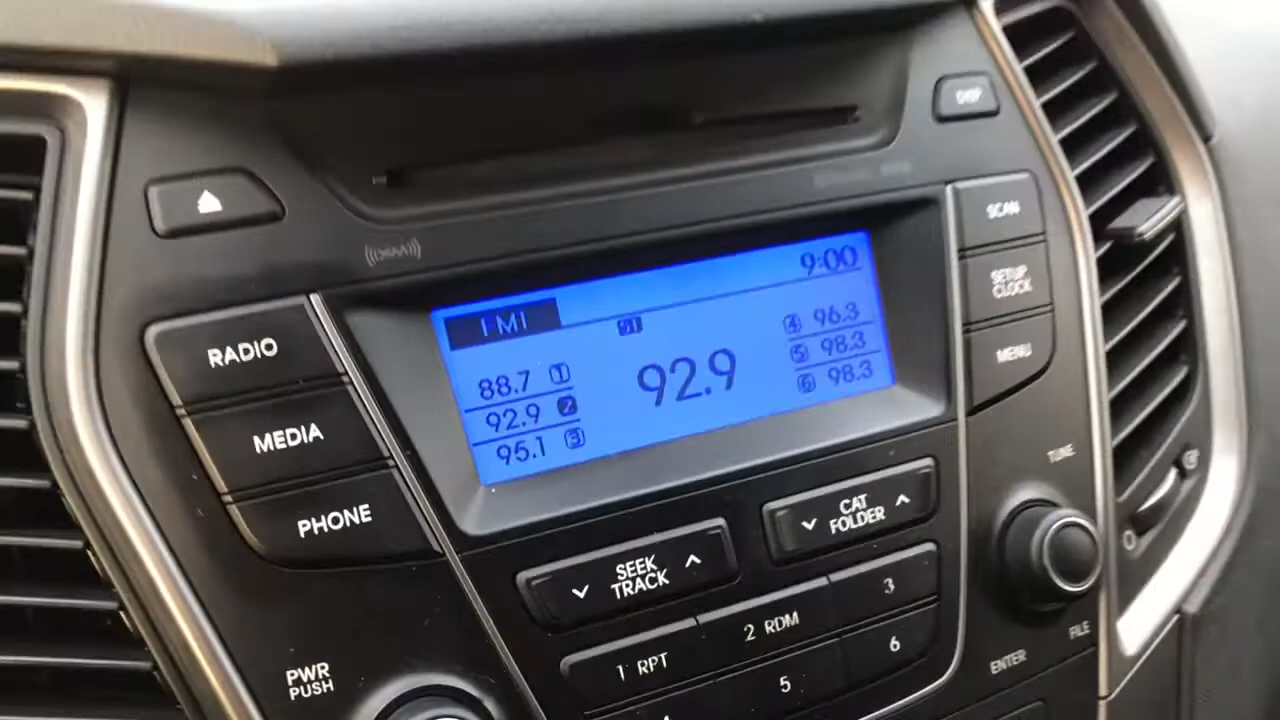 DISP
SCAN
9:00
SETUP
CLOCK
FM1
4 96.3
RADIO
88.7 1
92.9
5 98.3
MENU
92.9 2
6 98.3
MEDIA
95.1 3
TUNE
PHONE
CAT
FOLDER
SEEK
TRACK
3
2 RDM
1 RPT
6
FILE
ENTER
PWR
PUSH
5
4